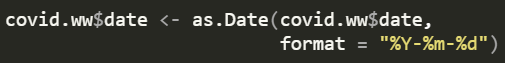 covid.ww$date <- as.Date(covid.ww$date,
format = "%Y-%m-%d")